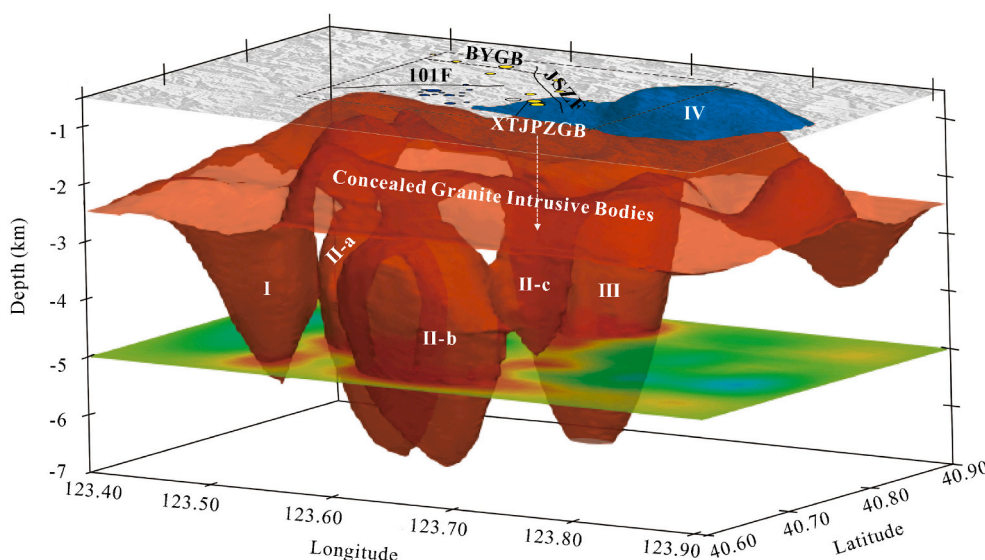 BYGB
101F
JSZF
IV
XTJPZGB
Concealed Granite Intrusive Bodies
I
II-a
II-b
II-c
III
Depth (km)
-1
-2
-3
-4
-5
-6
-7
123.40
123.50
123.60
123.70
123.80
123.90
Longitude
40.60
40.70
40.80
40.90
Latitude